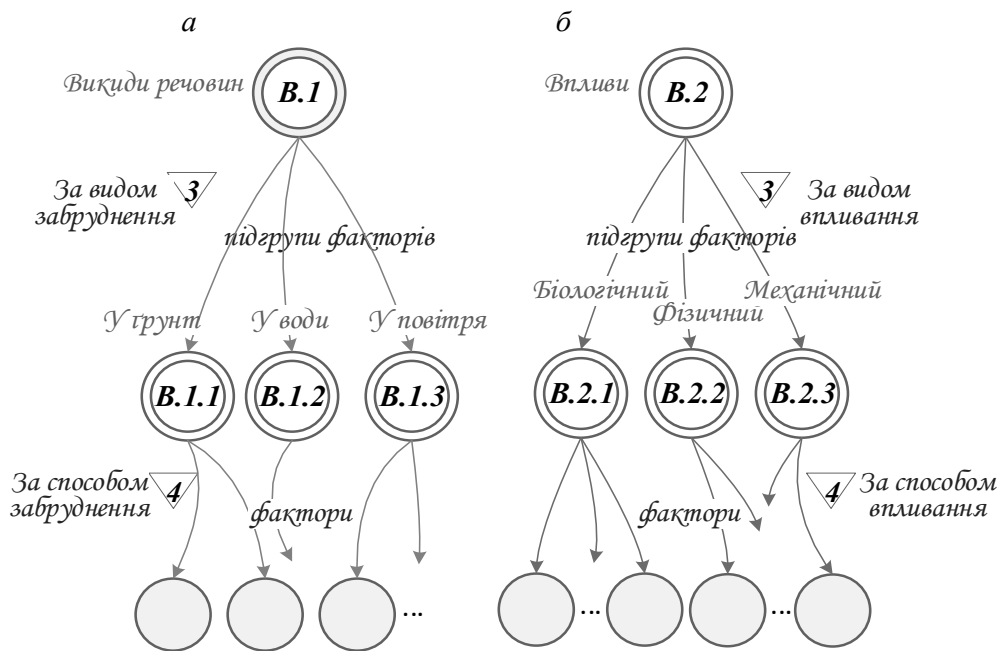 а
б
Викиди речовин
В.1
Впливи
В.2
За видом
забруднення
3
3
За видом
впливання
підгрупи факторів
підгрупи факторів
У ґрунт
У води
У повітря
Біологічний
Фізичний
Механічний
В.1.1
В.1.2
В.1.3
В.2.1
В.2.2
В.2.3
За способом
забруднення
4
фактори
фактори
4
За способом
впливання
...
...
...